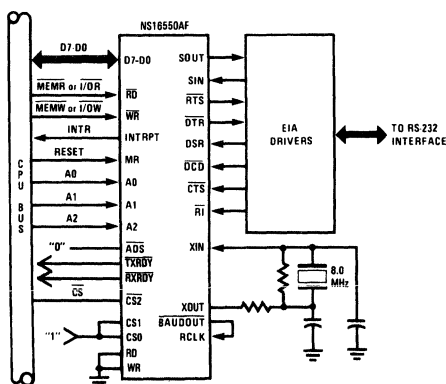 NS16550AF
D7-D0 D7-D0 SOUT
SIN
MEMR or I/OR RD RTS
MEMW or I/OW WR DTR EIA DRIVERS TO RS-232 INTERFACE
INTR INTRPT DSR
RESET MR DCD
CPU BUS
A0 A0 CTS
A1 A1 RI
A2 A2
"0" ADS XIN
TXRDY
RXRDY 8.0 MHz
CS CS2 XOUT
CS1 BAUDOUT
"1" CS0 RCLK
RD
WR